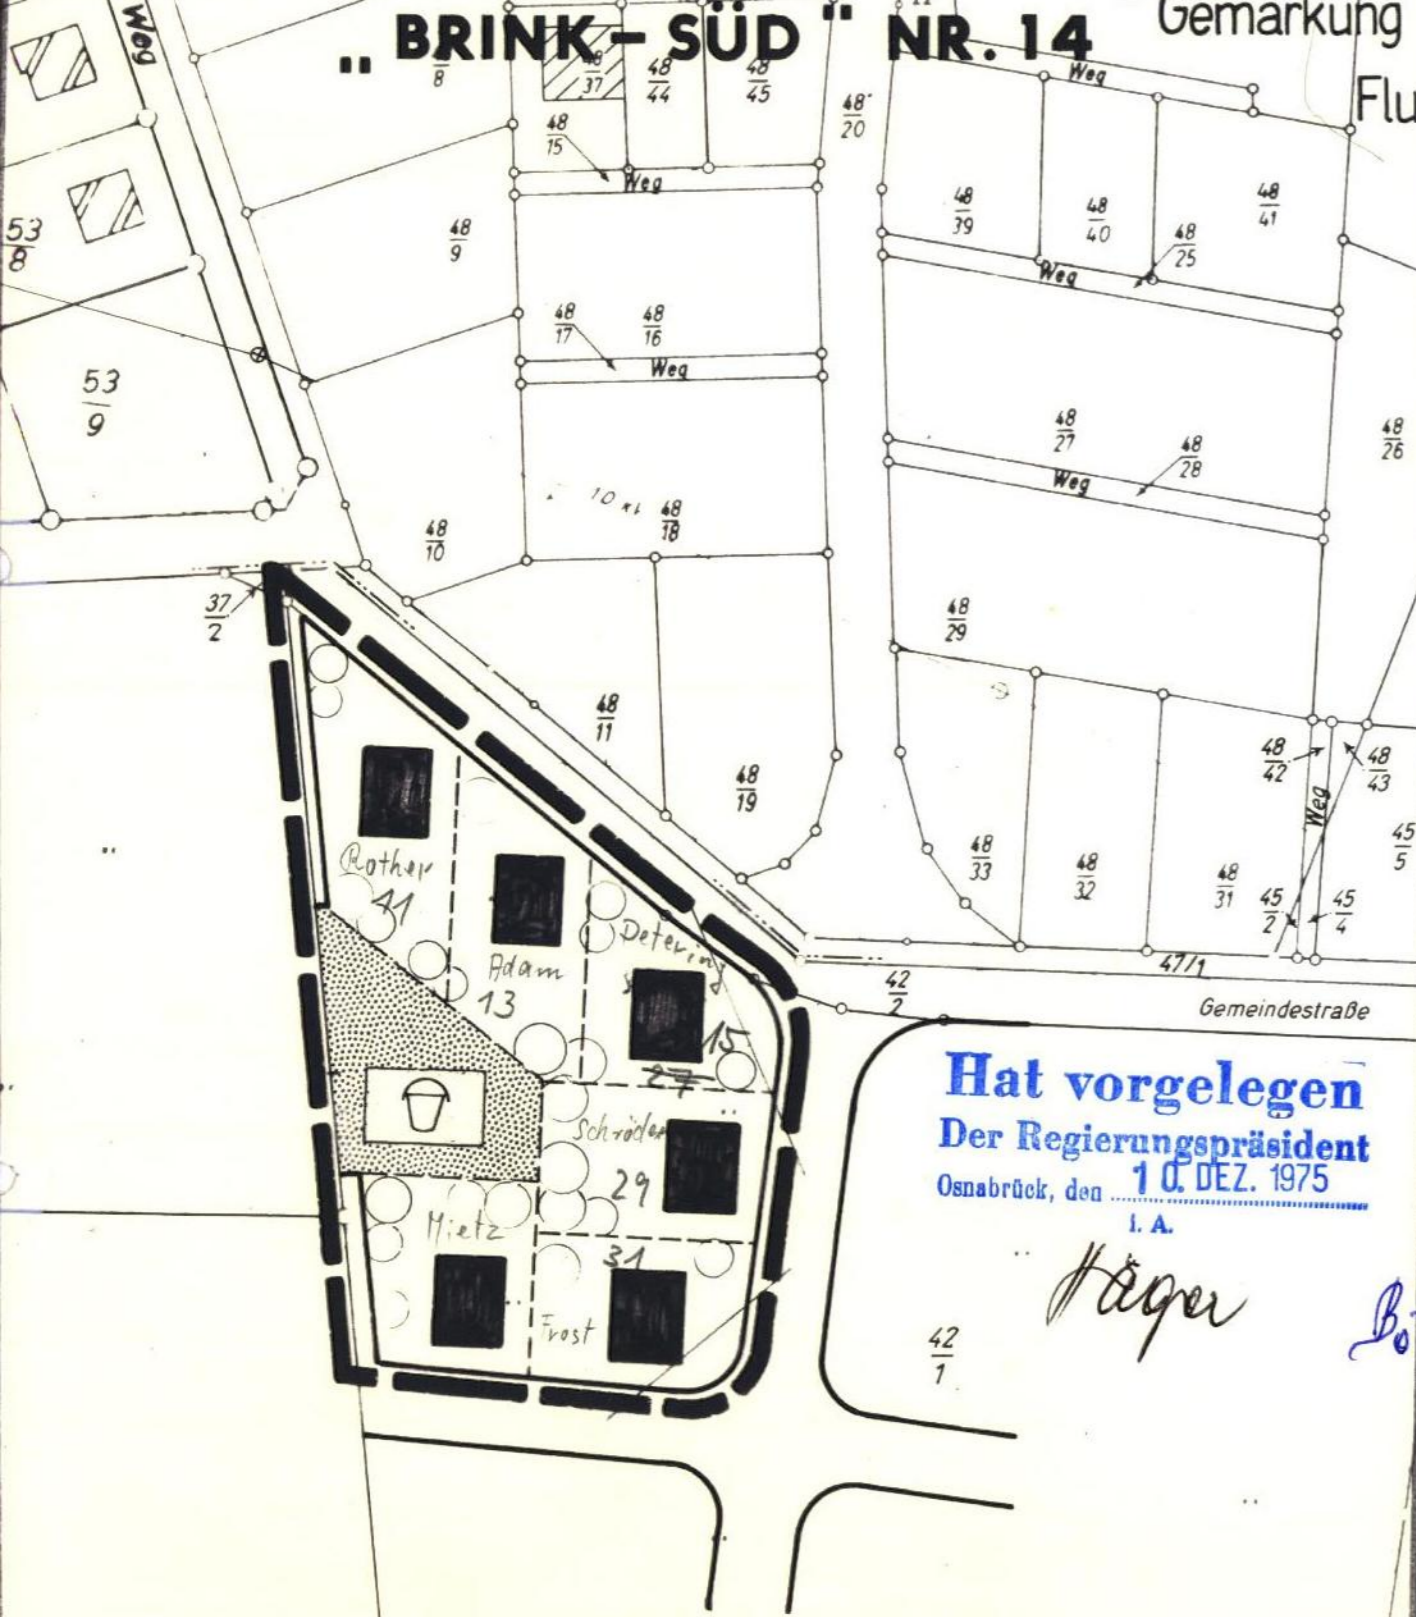 „ BRINK – SÜD " NR. 14
Gemarkung
Flu
Weg
Weg
48/8
48/37
48/44
48/45
48/20
48/15
Weg
53/8
48/9
48/39
48/40
48/41
48/25
Weg
48/17
48/16
Weg
53/9
48/27
48/28
48/26
Weg
48/10
48/18
37/2
48/29
48/11
48/19
48/42
48/43
Weg
48/33
48/32
48/31
45/5
45/2
45/4
Rother
11
Detering
Adam
13
15
27
47/1
42/2
Gemeindestraße
Schröder
29
Mietz
31
Frost
42/1
Hat vorgelegen
Der Regierungspräsident
Osnabrück, den 10. DEZ. 1975
i. A.
Häger